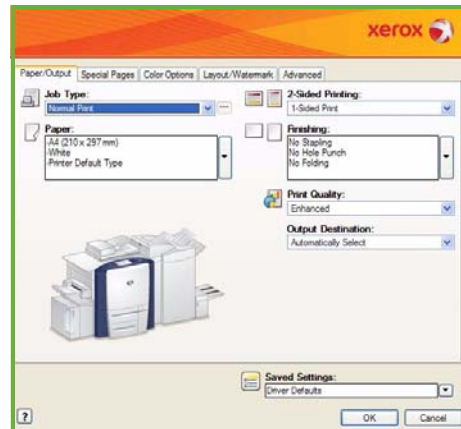 xerox
Paper/Output Special Pages Color Options Layout/Watermark Advanced
Job Type:
Normal Print
Paper:
-A4 (210 x 297 mm)
-White
-Printer Default Type
2-Sided Printing:
1-Sided Print
Finishing:
No Stapling
No Hole Punch
No Folding
Print Quality:
Enhanced
Output Destination:
Automatically Select
Saved Settings:
Driver Defaults
?
OK Cancel